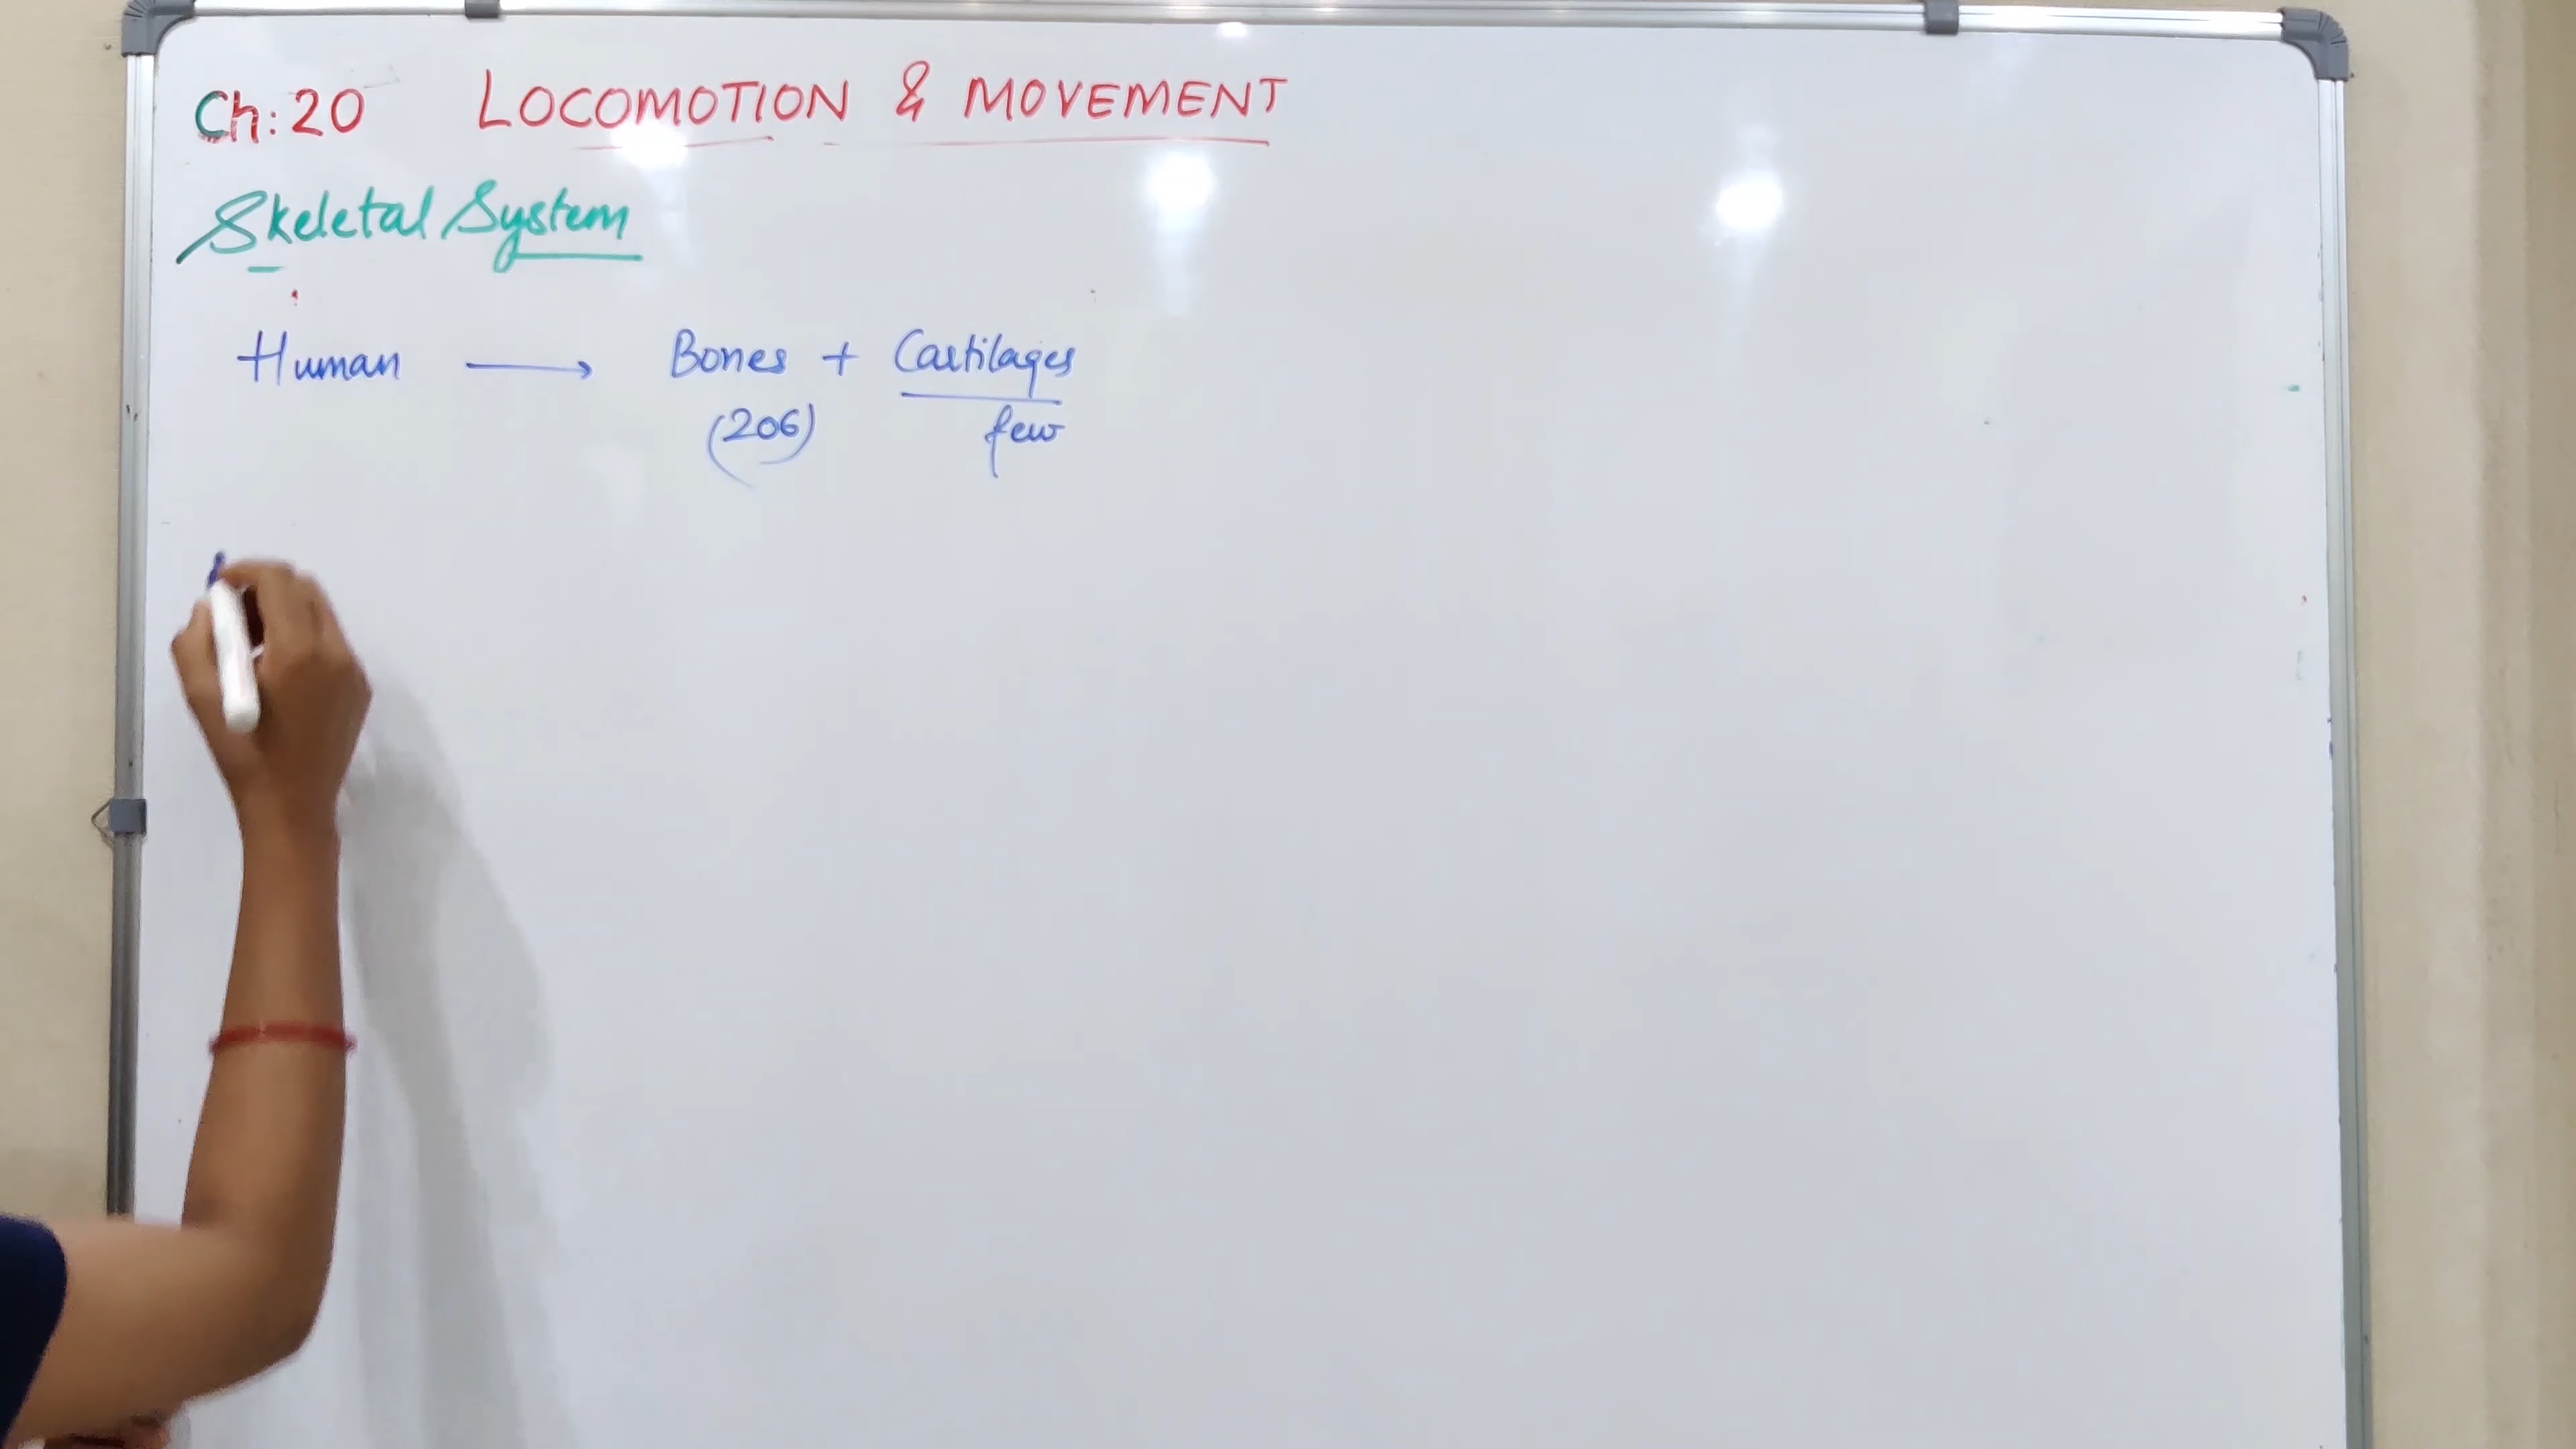 Ch:20 LOCOMOTION & MOVEMENT
Skeletal System
Human → Bones + Cartilages
(206) few